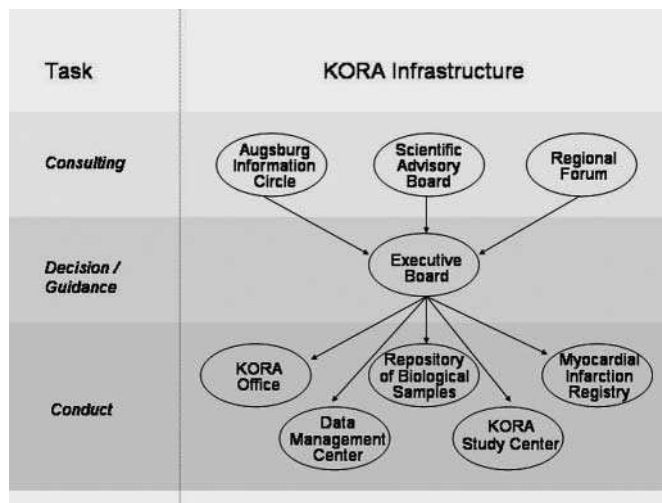 Task
KORA Infrastructure
Consulting
Augsburg
Information
Circle
Scientific
Advisory
Board
Regional
Forum
Decision /
Guidance
Executive
Board
Conduct
KORA
Office
Repository
of Biological
Samples
Myocardial
Infarction
Registry
Data
Management
Center
KORA
Study Center